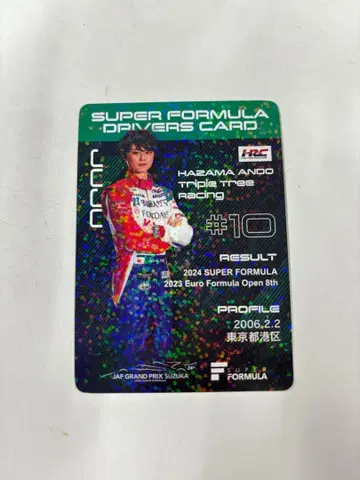 SUPER FORMULA
DRIVERS CARD
JUJU
HRC
HAZAMA ANDO
Triple Tree
Racing
#10
RESULT
2024 SUPER FORMULA
2023 Euro Formula Open 8th
PROFILE
2006.2.2
東京都港区
JAF GRAND PRIX SUZUKA
SUPER
FORMULA